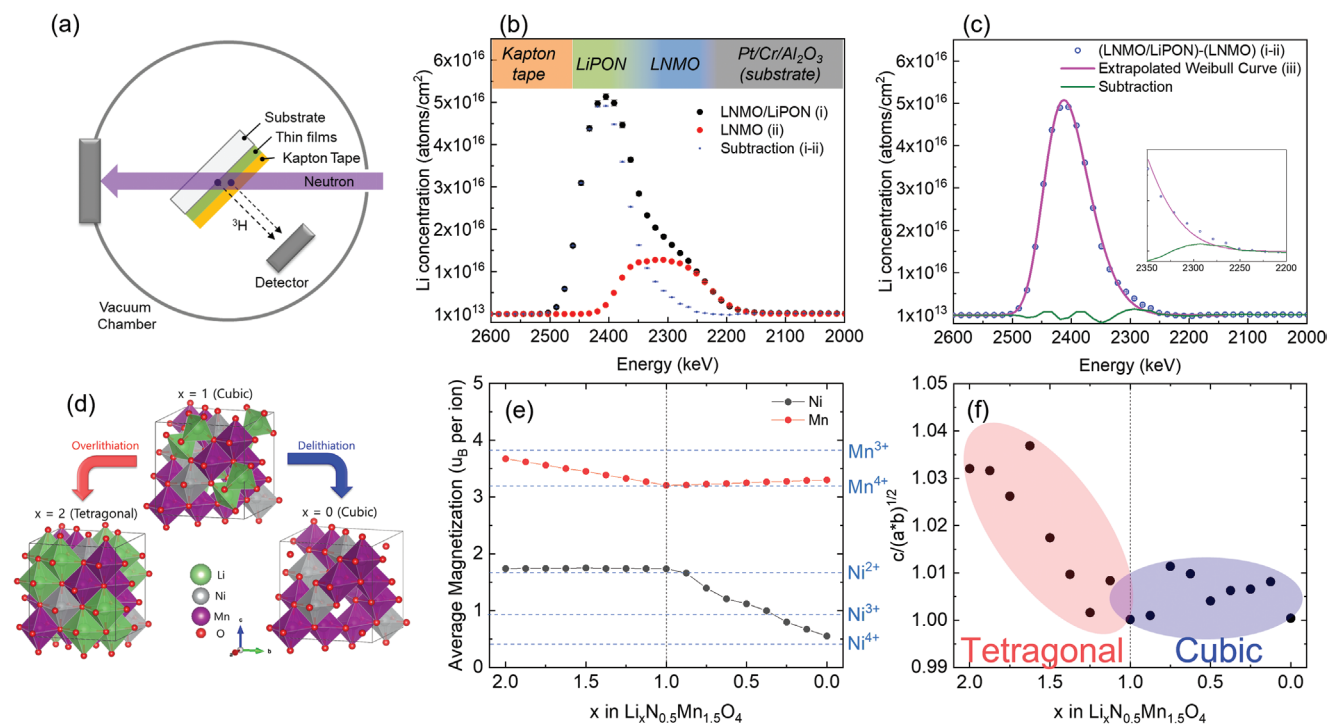 (a)
Substrate
Thin films
Kapton Tape
Neutron
³H
Detector
Vacuum
Chamber
(b)
Kapton
tape
LiPON
LNMO
Pt/Cr/Al₂O₃
(substrate)
6x10¹⁶
5x10¹⁶
4x10¹⁶
3x10¹⁶
2x10¹⁶
1x10¹⁶
1x10¹³
Li concentration (atoms/cm²)
LNMO/LiPON (i)
LNMO (ii)
Subtraction (i-ii)
2600 2500 2400 2300 2200 2100 2000
Energy (keV)
(c)
6x10¹⁶
5x10¹⁶
4x10¹⁶
3x10¹⁶
2x10¹⁶
1x10¹⁶
1x10¹³
Li concentration (atoms/cm²)
(LNMO/LiPON)-(LNMO) (i-ii)
Extrapolated Weibull Curve (iii)
Subtraction
2350 2300 2250 2200
2600 2500 2400 2300 2200 2100 2000
Energy (keV)
(d)
x = 1 (Cubic)
Overlithiation
Delithiation
x = 2 (Tetragonal)
x = 0 (Cubic)
Li
Ni
Mn
O
c
a
b
(e)
5
4
3
2
1
0
Average Magnetization (u_B per ion)
Ni
Mn
Mn³⁺
Mn⁴⁺
Ni²⁺
Ni³⁺
Ni⁴⁺
2.0 1.5 1.0 0.5 0.0
x in LiₓN₀.₅Mn₁.₅O₄
(f)
1.05
1.04
1.03
1.02
1.01
1.00
0.99
c/(a*b)^1/2
Tetragonal
Cubic
2.0 1.5 1.0 0.5 0.0
x in LiₓN₀.₅Mn₁.₅O₄